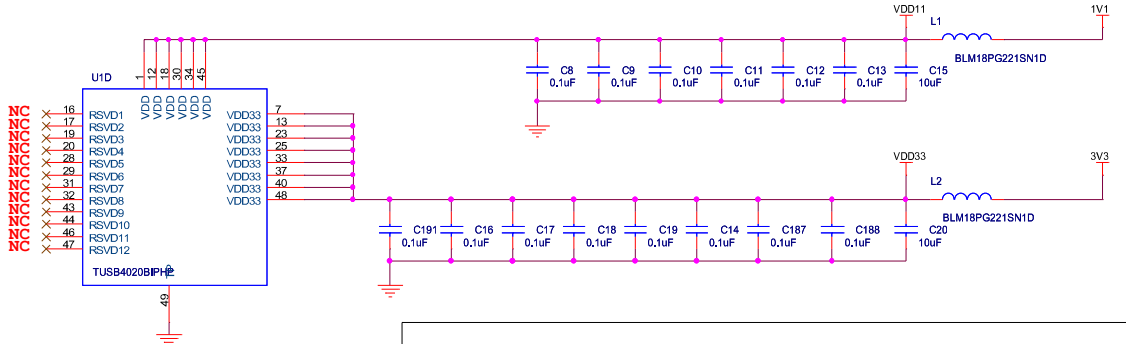 VDD11
L1
1V1
BLM18PG221SN1D
C8
0.1uF
C9
0.1uF
C10
0.1uF
C11
0.1uF
C12
0.1uF
C13
0.1uF
C15
10uF
U1D
1
12
18
30
34
45
VDD
VDD
VDD
VDD
VDD
VDD
NC 16 RSVD1 VDD33 7
NC 17 RSVD2 VDD33 13
NC 19 RSVD3 VDD33 23
NC 20 RSVD4 VDD33 25
NC 28 RSVD5 VDD33 33
NC 29 RSVD6 VDD33 37
NC 31 RSVD7 VDD33 40
NC 32 RSVD8 VDD33 48
NC 43 RSVD9
NC 44 RSVD10
NC 46 RSVD11
NC 47 RSVD12
TUSB4020BIPHP
49
VDD33
L2
3V3
BLM18PG221SN1D
C191
0.1uF
C16
0.1uF
C17
0.1uF
C18
0.1uF
C19
0.1uF
C14
0.1uF
C187
0.1uF
C188
0.1uF
C20
10uF